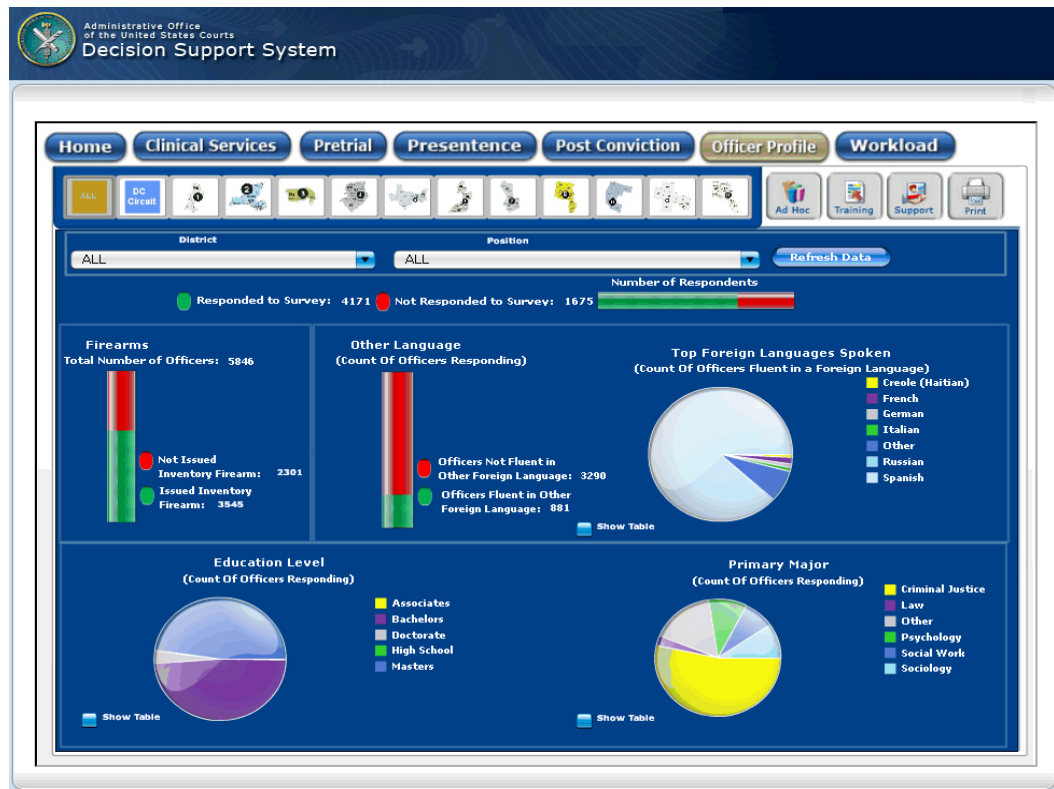 Administrative Office
of the United States Courts
Decision Support System
Home
Clinical Services
Pretrial
Presentence
Post Conviction
Officer Profile
Workload
ALL
DC
Circuit
Ad Hoc
Training
Support
Print
District
Position
ALL
ALL
Refresh Data
Number of Respondents
Responded to Survey: 4171
Not Responded to Survey: 1675
Firearms
Total Number of Officers: 5846
Not Issued
Inventory Firearm: 2301
Issued Inventory
Firearm: 3545
Other Language
(Count Of Officers Responding)
Officers Not Fluent in
Other Foreign Language: 3290
Officers Fluent in Other
Foreign Language: 881
Top Foreign Languages Spoken
(Count Of Officers Fluent in a Foreign Language)
Creole (Haitian)
French
German
Italian
Other
Russian
Spanish
Show Table
Education Level
(Count Of Officers Responding)
Associates
Bachelors
Doctorate
High School
Masters
Show Table
Primary Major
(Count Of Officers Responding)
Criminal Justice
Law
Other
Psychology
Social Work
Sociology
Show Table